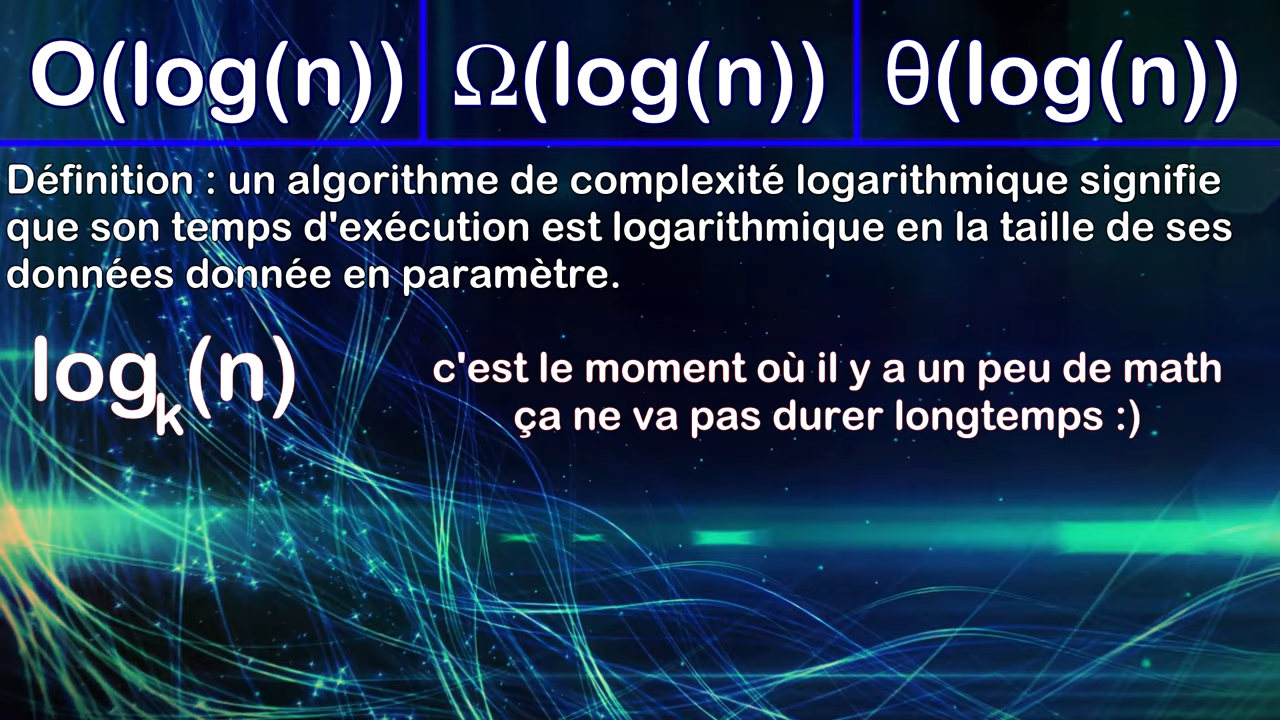 O(log(n)) Ω(log(n)) θ(log(n))
Définition : un algorithme de complexité logarithmique signifie
que son temps d'exécution est logarithmique en la taille de ses
données donnée en paramètre.
logₖ(n)
c'est le moment où il y a un peu de math
ça ne va pas durer longtemps :)